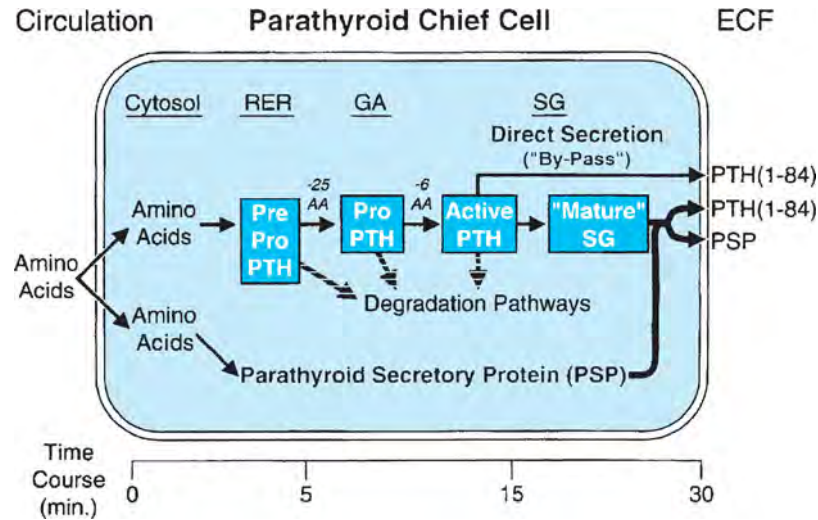 Circulation
Parathyroid Chief Cell
ECF
Cytosol
RER
GA
SG
Direct Secretion
("By-Pass")
PTH(1-84)
-25
AA
-6
AA
Amino
Acids
Pre
Pro
PTH
Pro
PTH
Active
PTH
"Mature"
SG
PTH(1-84)
PSP
Amino
Acids
Degradation Pathways
Amino
Acids
Parathyroid Secretory Protein (PSP)
Time
Course
(min.)
0
5
15
30